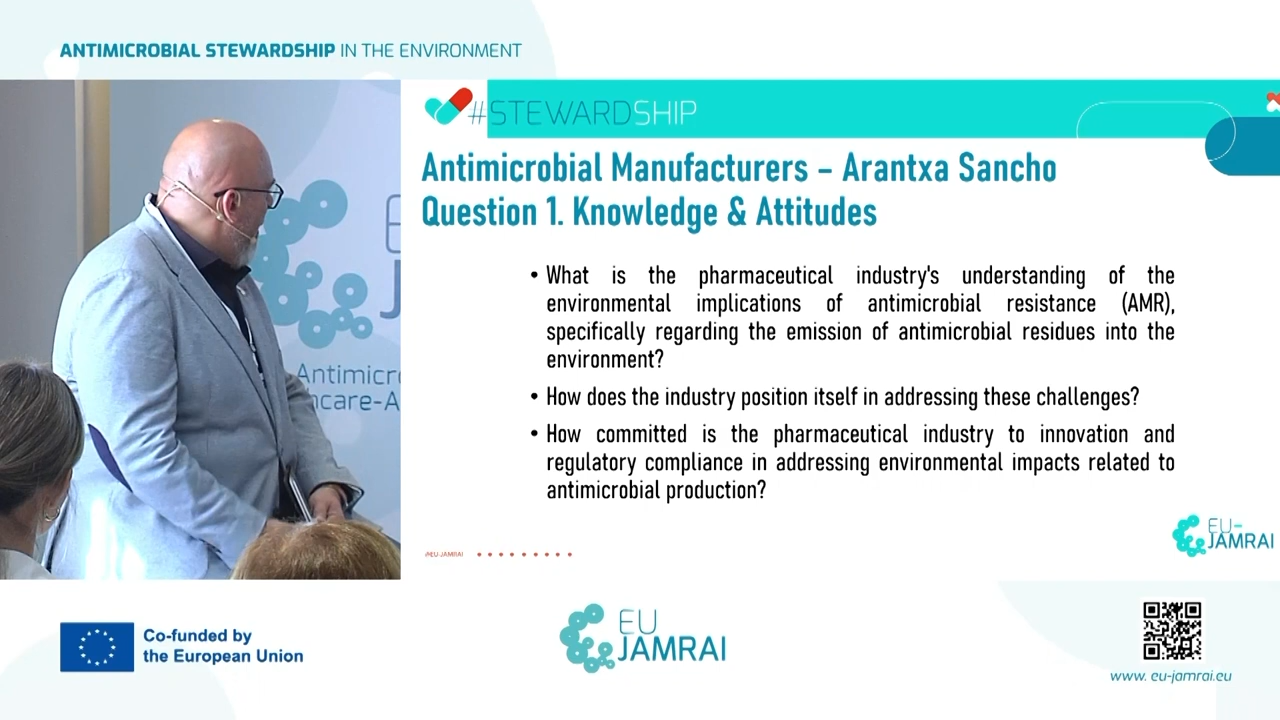 ANTIMICROBIAL STEWARDSHIP IN THE ENVIRONMENT
#STEWARDSHIP
Antimicrobial Manufacturers – Arantxa Sancho
Question 1. Knowledge & Attitudes
• What is the pharmaceutical industry's understanding of the
environmental implications of antimicrobial resistance (AMR),
specifically regarding the emission of antimicrobial residues into the
environment?
• How does the industry position itself in addressing these challenges?
• How committed is the pharmaceutical industry to innovation and
regulatory compliance in addressing environmental impacts related to
antimicrobial production?
EU-
JAMRAI
#EU-JAMRAI
Co-funded by
the European Union
EU
JAMRAI
www. eu-jamrai.eu